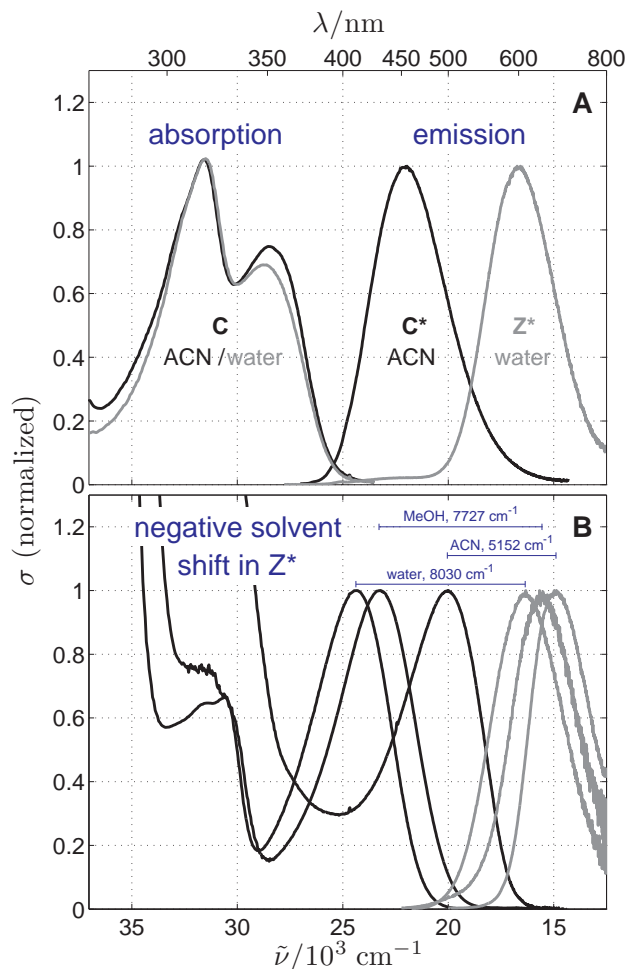 λ/nm
300 350 400 450 500 600 700 800
A
absorption emission
1.2
1
0.8
0.6
0.4
0.2
0
C C* Z*
ACN /water ACN water
σ (normalized)
B
negative solvent
shift in Z*
MeOH, 7727 cm⁻¹
ACN, 5152 cm⁻¹
water, 8030 cm⁻¹
1.2
1
0.8
0.6
0.4
0.2
0
35 30 25 20 15
ν̃/10³ cm⁻¹